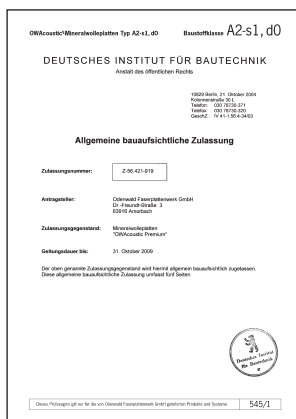 OWAcoustic®-Mineralwolleplatten Typ A2-s1, d0 Baustoffklasse A2-s1, d0
DEUTSCHES INSTITUT FÜR BAUTECHNIK
Anstalt des öffentlichen Rechts
10829 Berlin, 21. Oktober 2004
Kolonnenstraße 30 L
Telefon: 030 78730-371
Telefax: 030 78730-320
GeschZ.: IV 41-1.56.4-34/03
Allgemeine bauaufsichtliche Zulassung
Zulassungsnummer: Z-56.421-919
Antragsteller: Odenwald Faserplattenwerk GmbH
Dr.-Freundt-Straße 3
63916 Amorbach
Zulassungsgegenstand: Mineralwolleplatten
"OWAcoustic Premium"
Geltungsdauer bis: 31. Oktober 2009
Der oben genannte Zulassungsgegenstand wird hiermit allgemein bauaufsichtlich zugelassen.
Diese allgemeine bauaufsichtliche Zulassung umfasst fünf Seiten.
Deutsches Institut
für Bautechnik
Dieses Prüfzeugnis gilt nur für die von Odenwald Faserplattenwerk GmbH gelieferten Produkte und Systeme. 545/1